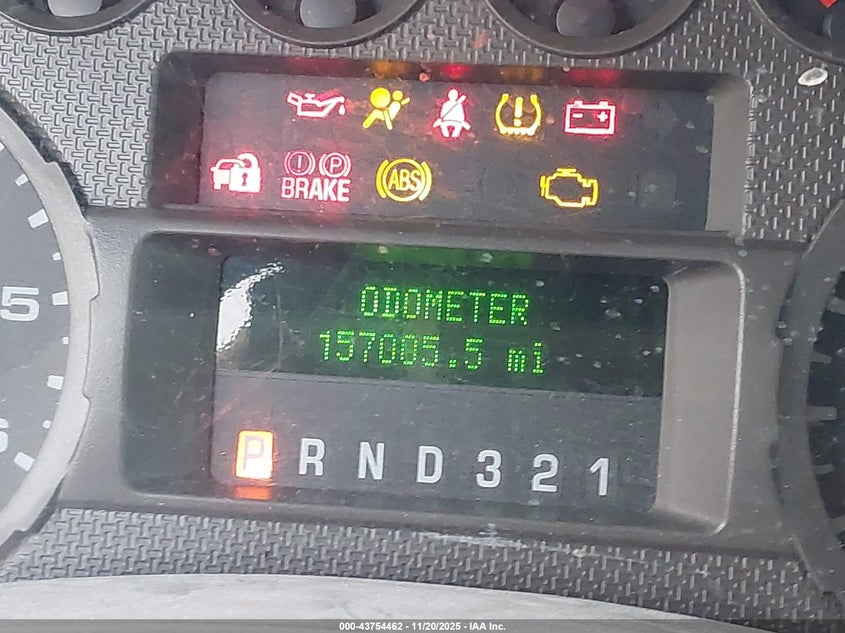 BRAKE
ABS
5
ODOMETER
157005.5 mi
P R N D 3 2 1
000-43754462 - 11/20/2025 - IAA Inc.